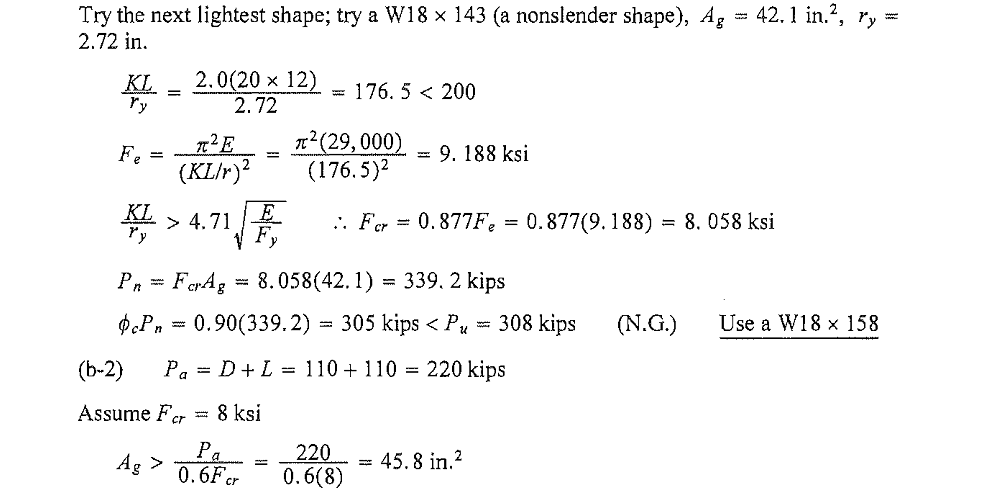 Try the next lightest shape; try a W18 × 143 (a nonslender shape), A_g = 42.1 in.², r_y =
2.72 in.
KL/r_y = 2.0(20 × 12)/2.72 = 176.5 < 200
F_e = π²E/(KL/r)² = π²(29,000)/(176.5)² = 9.188 ksi
KL/r_y > 4.71√(E/F_y) ∴ F_cr = 0.877F_e = 0.877(9.188) = 8.058 ksi
P_n = F_cr A_g = 8.058(42.1) = 339.2 kips
ϕ_c P_n = 0.90(339.2) = 305 kips < P_u = 308 kips (N.G.) Use a W18 × 158
(b-2) P_a = D + L = 110 + 110 = 220 kips
Assume F_cr = 8 ksi
A_g > P_a/0.6F_cr = 220/0.6(8) = 45.8 in.²